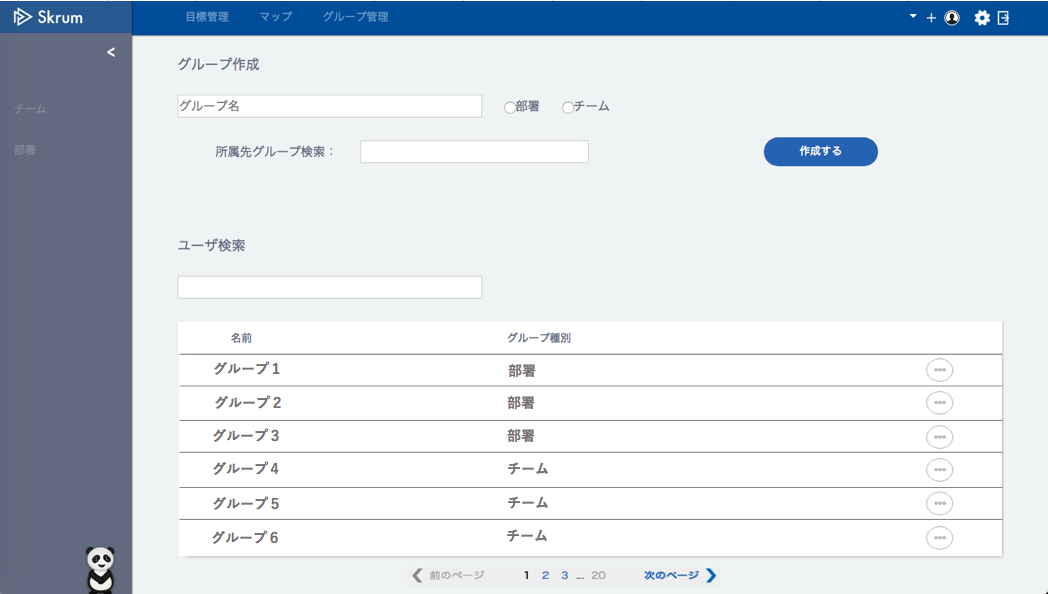 Skrum 目標管理 マップ グループ管理
<
チーム
部署
グループ作成
グループ名 部署 チーム
所属先グループ検索： 作成する
ユーザ検索
名前 グループ種別
グループ1 部署
グループ2 部署
グループ3 部署
グループ4 チーム
グループ5 チーム
グループ6 チーム
前のページ 1 2 3 ... 20 次のページ